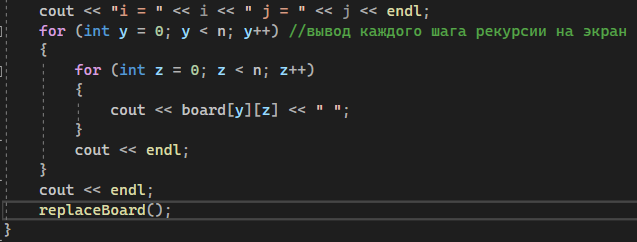 cout << "i = " << i << " j = " << j << endl;
for (int y = 0; y < n; y++) //вывод каждого шага рекурсии на экран
{
for (int z = 0; z < n; z++)
{
cout << board[y][z] << " ";
}
cout << endl;
}
cout << endl;
replaceBoard();
}